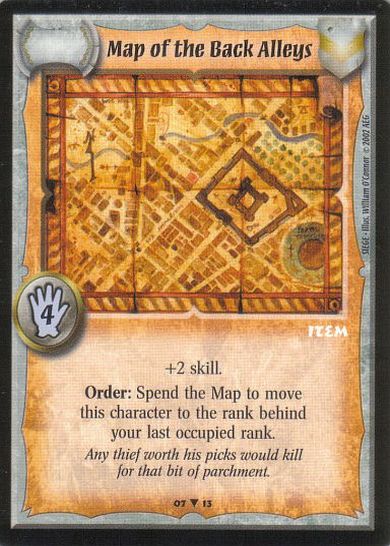 Map of the Back Alleys
SIEGE • Illus. William O'Connor © 2002 AEG
4
ITEM
+2 skill.
Order: Spend the Map to move
this character to the rank behind
your last occupied rank.
Any thief worth his picks would kill
for that bit of parchment.
07 ▼ 13